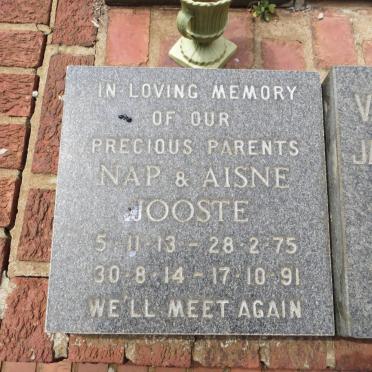 IN LOVING MEMORY
OF OUR
PRECIOUS PARENTS
NAP & AISNE
JOOSTE
5-11-13 - 28-2-75
30-8-14 - 17-10-91
WE'LL MEET AGAIN